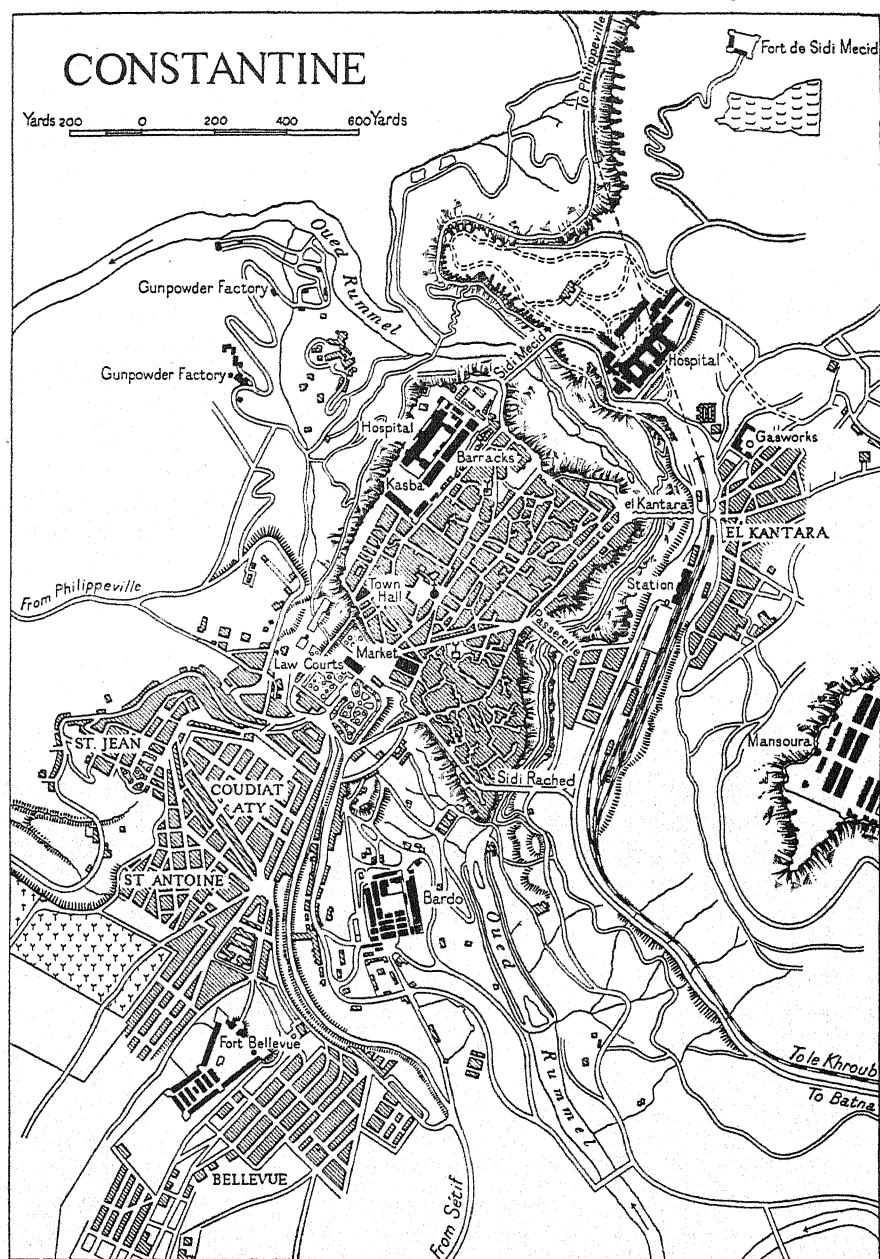 CONSTANTINE
Yards 200 0 200 400 600 Yards
To Philippeville
Fort de Sidi Mecid
Oued Rummel
Gunpowder Factory
Gunpowder Factory
Sidi Mecid
Hospital
Hospital
Gasworks
Barracks
Kasba
el Kantara
EL KANTARA
From Philippeville
Town
Hall
Station
Passerelle
Law Courts
Market
ST. JEAN
Mansoura
COUDIAT
ATY
Sidi Rached
ST ANTOINE
Bardo
Oued
Rummel
Fort Bellevue
To le Khroub
To Batna
BELLEVUE
From Sétif